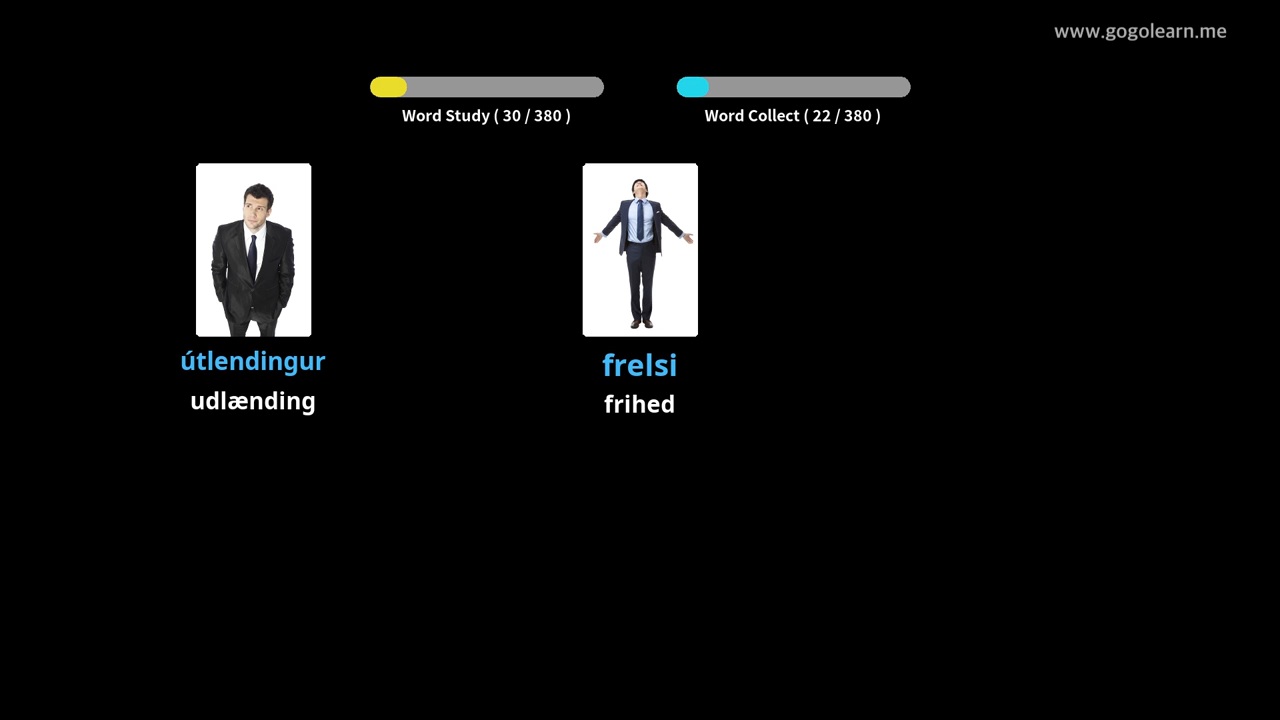 www.gogolearn.me
Word Study ( 30 / 380 )
Word Collect ( 22 / 380 )
útlendingur
udlænding
frelsi
frihed